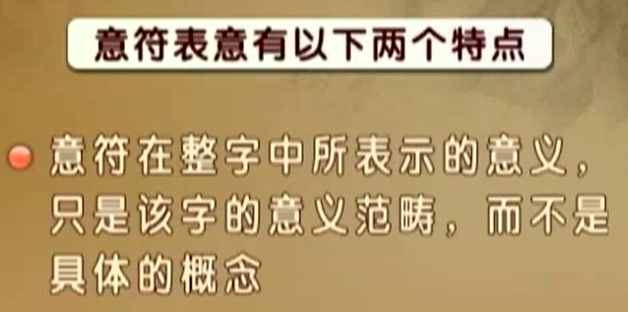 意符表意有以下两个特点
意符在整字中所表示的意义，
只是该字的意义范畴，而不是
具体的概念